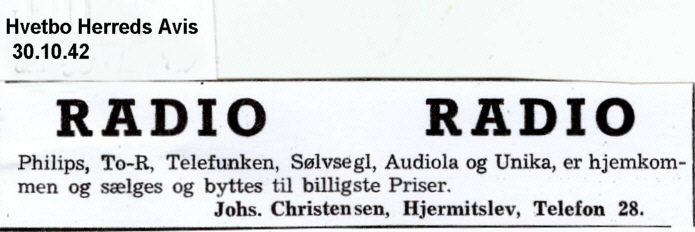 Hvetbo Herreds Avis
30.10.42
RADIO RADIO
Philips, To-R, Telefunken, Sølvsegl, Audiola og Unika, er hjemkom-
men og sælges og byttes til billigste Priser.
Johs. Christensen, Hjermitslev, Telefon 28.